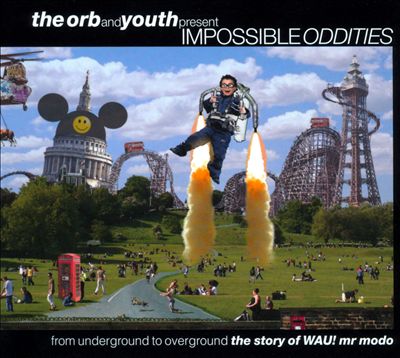 the orb and youth present
IMPOSSIBLE ODDITIES
from underground to overground the story of WAU! mr modo